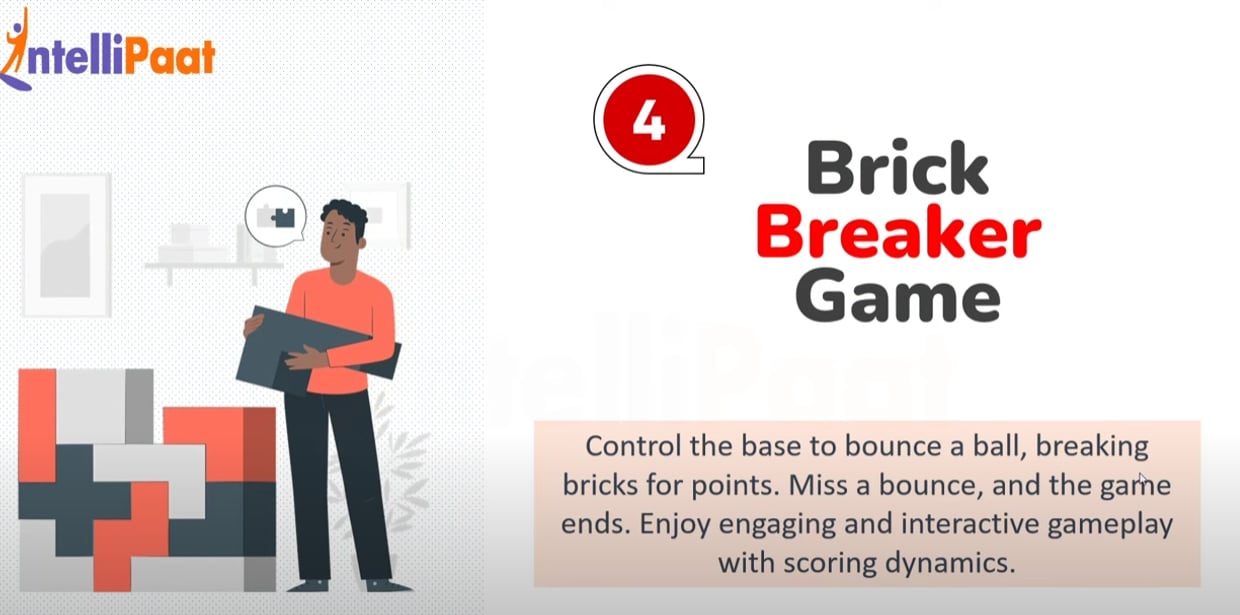 IntelliPaat
4
Brick
Breaker
Game
Control the base to bounce a ball, breaking
bricks for points. Miss a bounce, and the game
ends. Enjoy engaging and interactive gameplay
with scoring dynamics.